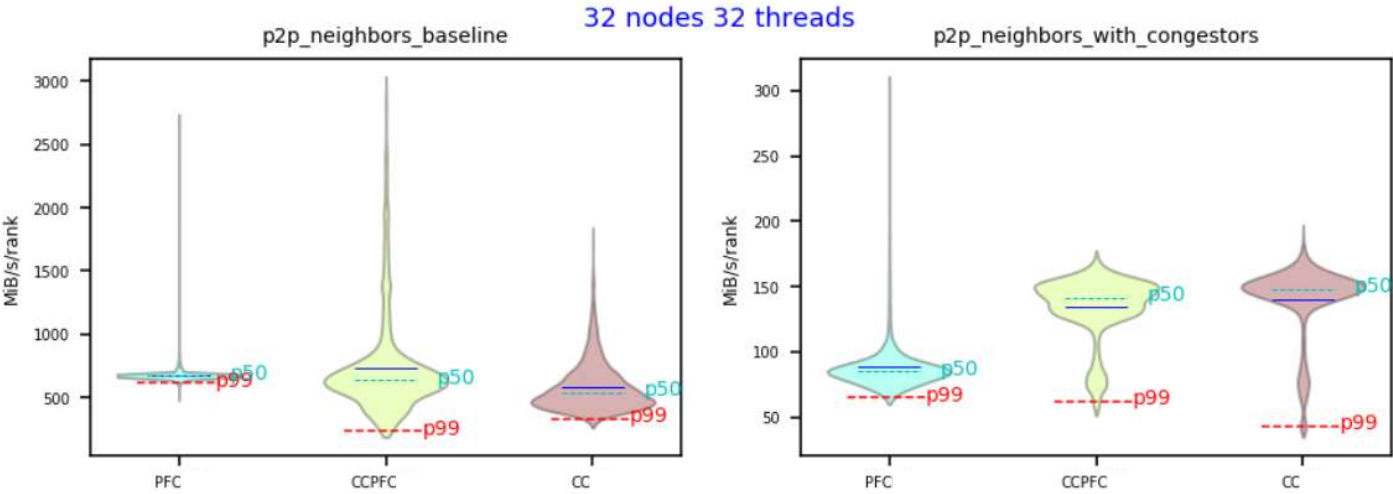 32 nodes 32 threads
p2p_neighbors_baseline
MiB/s/rank
3000
2500
2000
1500
1000
500
p50
p99
p50
p99
p50
p99
PFC
CCPFC
CC
p2p_neighbors_with_congestors
MiB/s/rank
300
250
200
150
100
50
p50
p99
p50
p99
p50
p99
PFC
CCPFC
CC